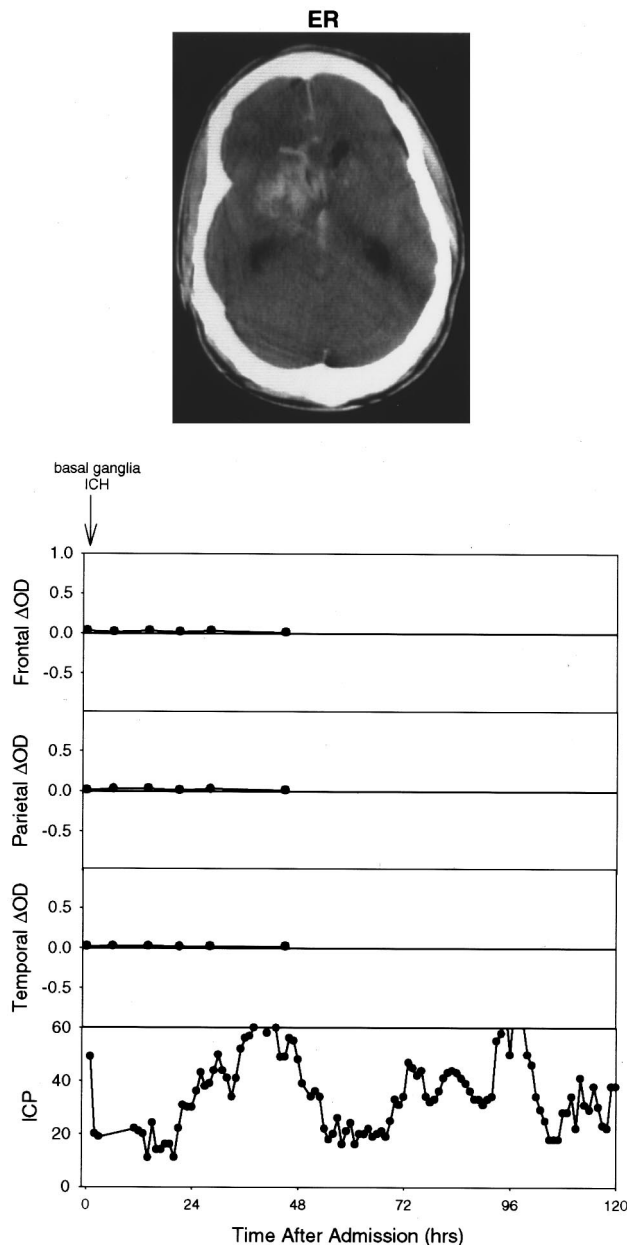 ER
basal ganglia
ICH
Frontal ΔOD
1.0
0.5
0.0
-0.5
Parietal ΔOD
0.5
0.0
-0.5
Temporal ΔOD
0.5
0.0
-0.5
ICP
60
40
20
0
0 24 48 72 96 120
Time After Admission (hrs)